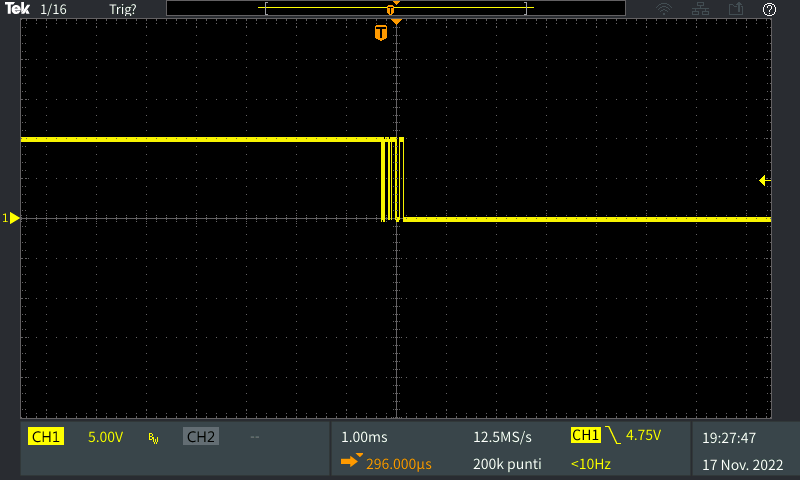 Tek 1/16 Trig?
T
T
1
CH1 5.00V BW CH2 -- 1.00ms 12.5MS/s CH1 4.75V 19:27:47
296.000µs 200k punti <10Hz 17 Nov. 2022